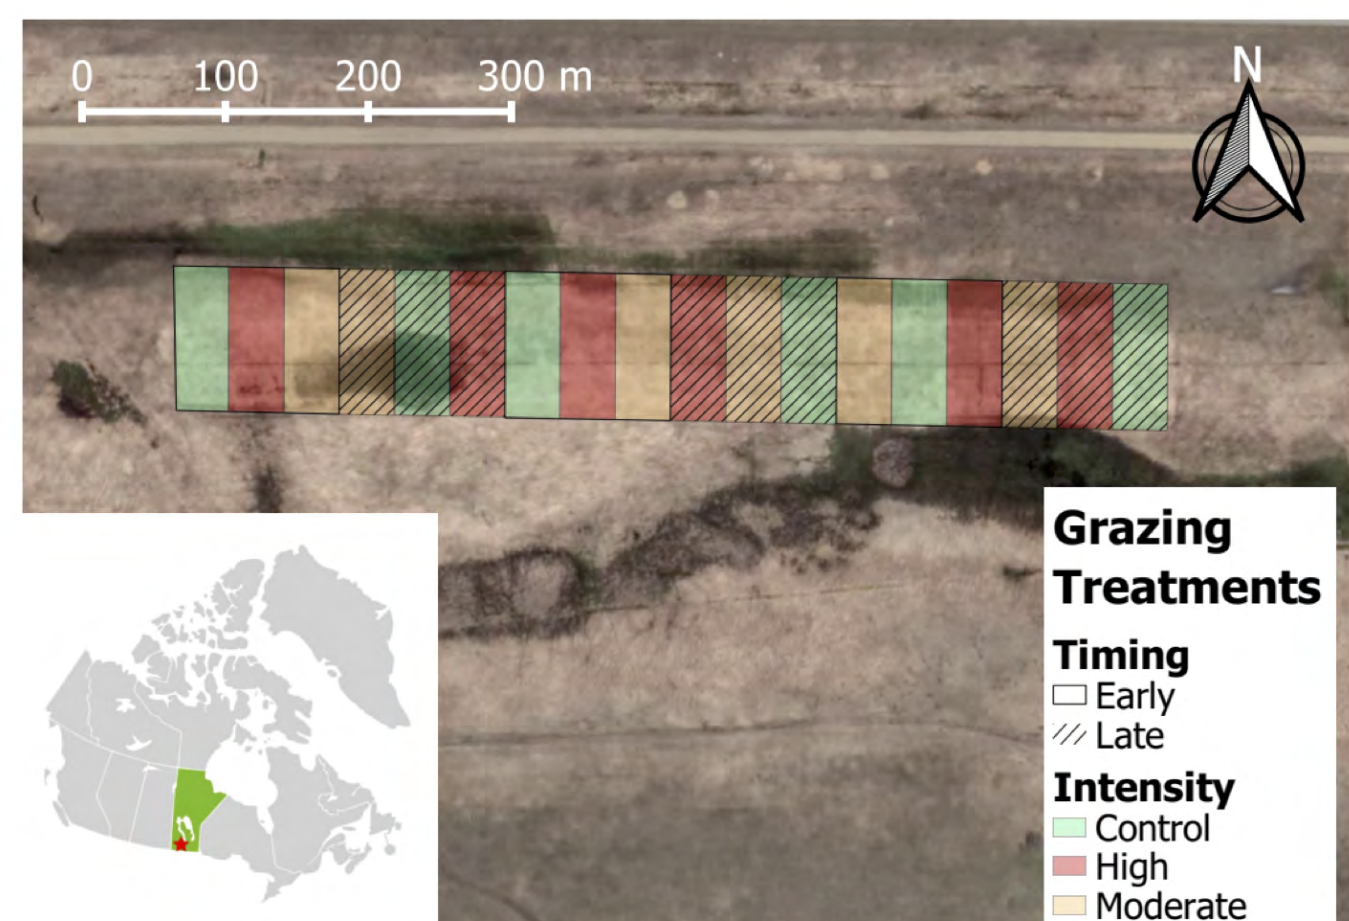 0 100 200 300 m
N
Grazing
Treatments
Timing
Early
Late
Intensity
Control
High
Moderate